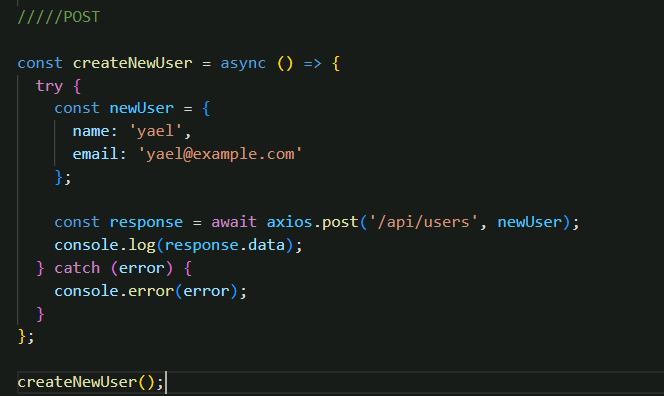 /////POST
const createNewUser = async () => {
try {
const newUser = {
name: 'yael',
email: 'yael@example.com'
};
const response = await axios.post('/api/users', newUser);
console.log(response.data);
} catch (error) {
console.error(error);
}
};
createNewUser();